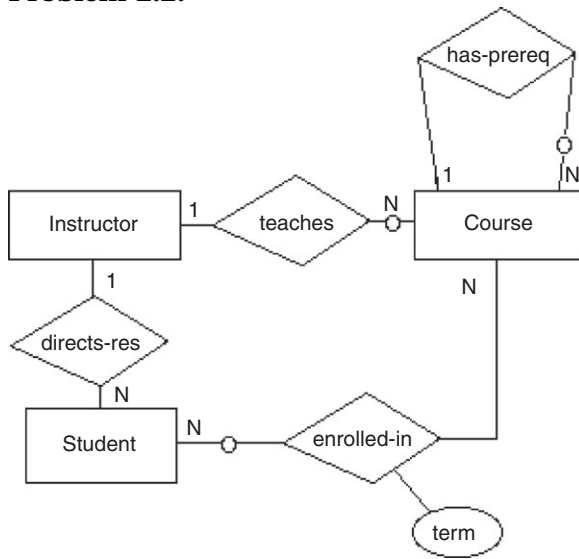 Problem 2.2.
has-prereq
1
N
Instructor
1
teaches
N
Course
1
N
directs-res
N
Student
N
enrolled-in
term